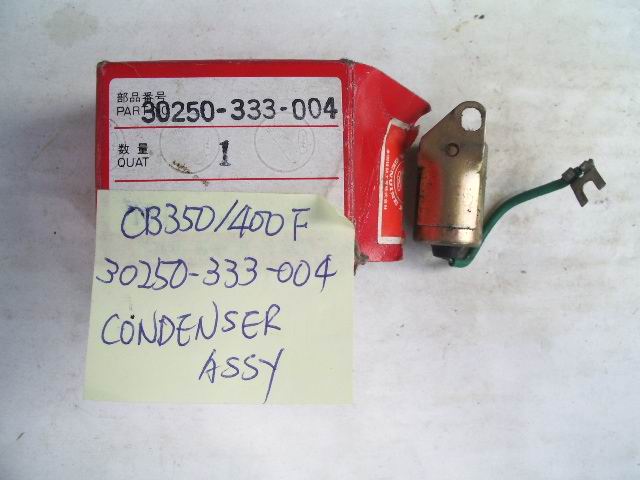 部品番号
PART NO. 30250-333-004
数量 1
QUAT
CB350/400F
30250-333-004
CONDENSER
ASSY